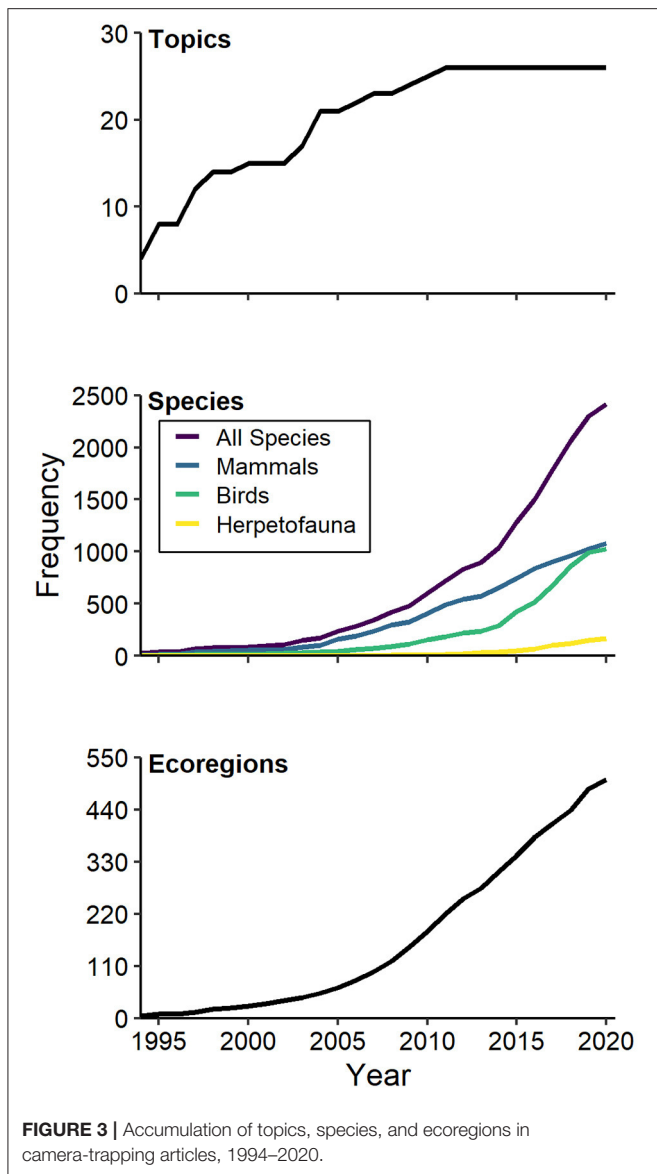 Topics
30
20
10
0
Species
2500
2000
1500
1000
500
0
All Species
Mammals
Birds
Herpetofauna
Frequency
Ecoregions
550
440
330
220
110
0
1995 2000 2005 2010 2015 2020
Year
FIGURE 3 | Accumulation of topics, species, and ecoregions in
camera-trapping articles, 1994–2020.